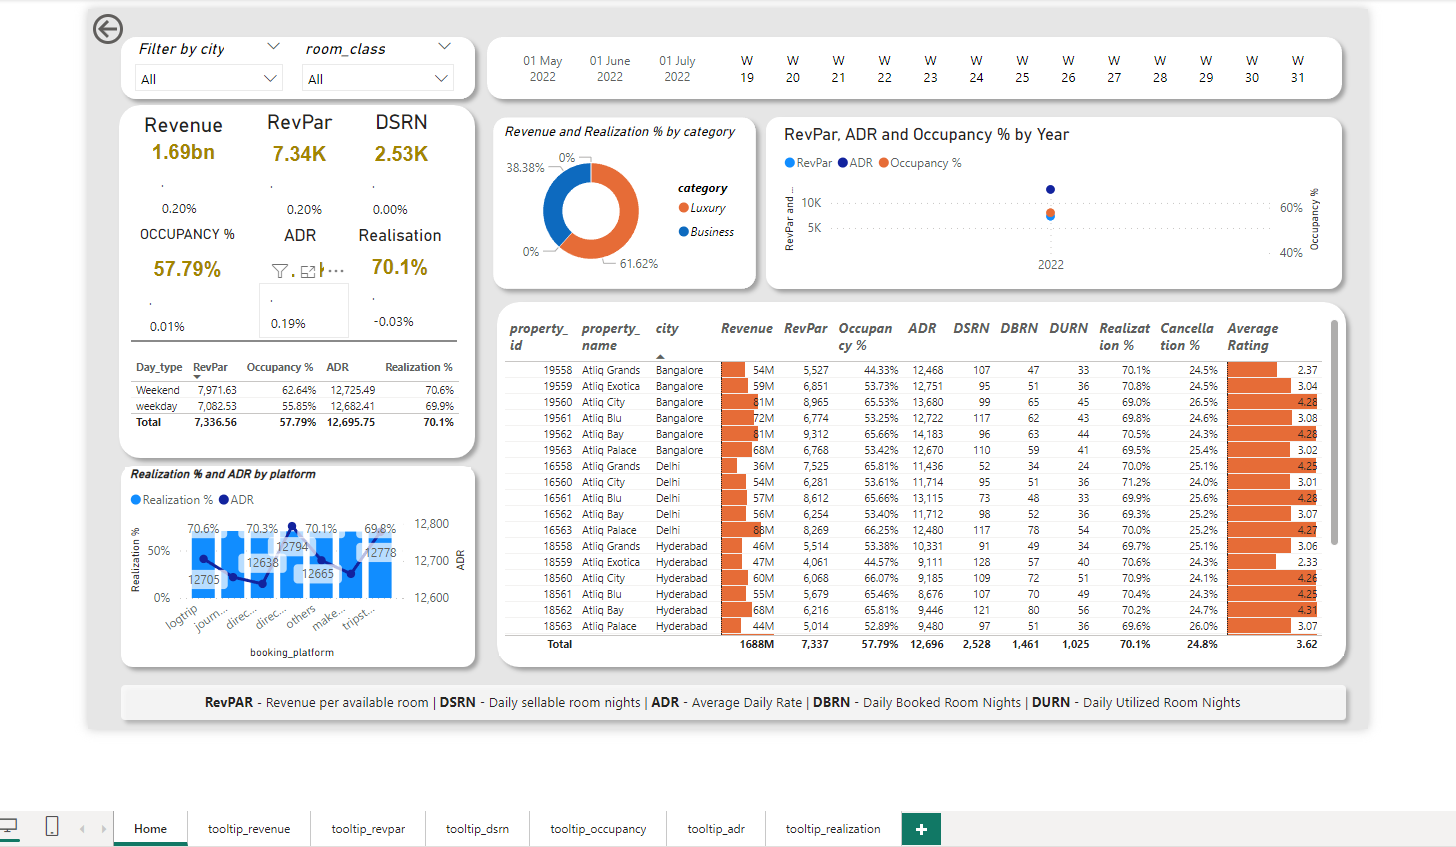 Filter by city
room_class
All
All
01 May 2022
01 June 2022
01 July 2022
W 19
W 20
W 21
W 22
W 23
W 24
W 25
W 26
W 27
W 28
W 29
W 30
W 31
Revenue
1.69bn
0.20%
RevPar
7.34K
0.20%
DSRN
2.53K
0.00%
OCCUPANCY %
57.79%
0.01%
ADR
0.19%
Realisation
70.1%
-0.03%
Day_type RevPar Occupancy % ADR Realization %
Weekend 7,971.63 62.64% 12,725.49 70.6%
weekday 7,082.53 55.85% 12,682.41 69.9%
Total 7,336.56 57.79% 12,695.75 70.1%
Revenue and Realization % by category
0%
38.38%
0%
61.62%
category
Luxury
Business
RevPar, ADR and Occupancy % by Year
RevPar ADR Occupancy %
RevPar and ...
10K
5K
60%
40%
Occupancy %
2022
Realization % and ADR by platform
Realization % ADR
Realization %
50%
0%
70.6% 70.3% 70.1% 69.8%
12705 12638 12794 12665 12778
12,800
12,700
12,600
ADR
logtrip journ... direc... direc... others make... tripst...
booking_platform
property_id property_name city Revenue RevPar Occupancy % ADR DSRN DBRN DURN Realization % Cancellation % Average Rating
19558 Atliq Grands Bangalore 54M 5,527 44.33% 12,468 107 47 33 70.1% 24.5% 2.37
19559 Atliq Exotica Bangalore 59M 6,851 53.73% 12,751 95 51 36 70.8% 24.5% 3.04
19560 Atliq City Bangalore 81M 8,965 65.53% 13,680 99 65 45 69.0% 26.5% 4.28
19561 Atliq Blu Bangalore 72M 6,774 53.25% 12,722 117 62 43 69.8% 24.6% 3.08
19562 Atliq Bay Bangalore 81M 9,312 65.66% 14,183 96 63 44 70.5% 24.3% 4.28
19563 Atliq Palace Bangalore 68M 6,768 53.42% 12,670 110 59 41 69.5% 25.4% 3.02
16558 Atliq Grands Delhi 36M 7,525 65.81% 11,436 52 34 24 70.0% 25.1% 4.25
16560 Atliq City Delhi 54M 6,281 53.61% 11,714 95 51 36 71.2% 24.0% 3.01
16561 Atliq Blu Delhi 57M 8,612 65.66% 13,115 73 48 33 69.9% 25.6% 4.28
16562 Atliq Bay Delhi 56M 6,254 53.40% 11,712 98 52 36 69.3% 25.2% 3.07
16563 Atliq Palace Delhi 88M 8,269 66.25% 12,480 117 78 54 70.0% 25.2% 4.27
18558 Atliq Grands Hyderabad 46M 5,514 53.38% 10,331 91 49 34 69.7% 25.1% 3.06
18559 Atliq Exotica Hyderabad 47M 4,061 44.57% 9,111 128 57 40 70.6% 24.3% 2.33
18560 Atliq City Hyderabad 60M 6,068 66.07% 9,185 109 72 51 70.9% 24.1% 4.26
18561 Atliq Blu Hyderabad 55M 5,679 65.46% 8,676 107 70 49 70.4% 24.3% 4.25
18562 Atliq Bay Hyderabad 68M 6,216 65.81% 9,446 121 80 56 70.2% 24.7% 4.31
18563 Atliq Palace Hyderabad 44M 5,014 52.89% 9,480 97 51 36 69.6% 26.0% 3.07
Total 1688M 7,337 57.79% 12,696 2,528 1,461 1,025 70.1% 24.8% 3.62
RevPAR - Revenue per available room | DSRN - Daily sellable room nights | ADR - Average Daily Rate | DBRN - Daily Booked Room Nights | DURN - Daily Utilized Room Nights
Home tooltip_revenue tooltip_revpar tooltip_dsrn tooltip_occupancy tooltip_adr tooltip_realization